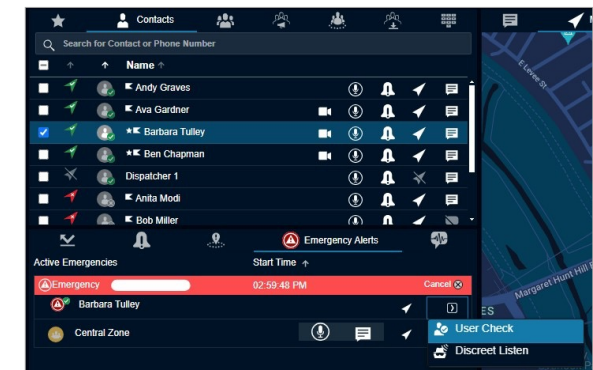 Contacts
Search for Contact or Phone Number
Name
Andy Graves
Ava Gardner
Barbara Tulley
Ben Chapman
Dispatcher 1
Anita Modi
Bob Miller
E Levee St
Margaret Hunt Hill
Emergency Alerts
Active Emergencies Start Time
Emergency 02:59:48 PM Cancel
Barbara Tulley
Central Zone
User Check
Discreet Listen